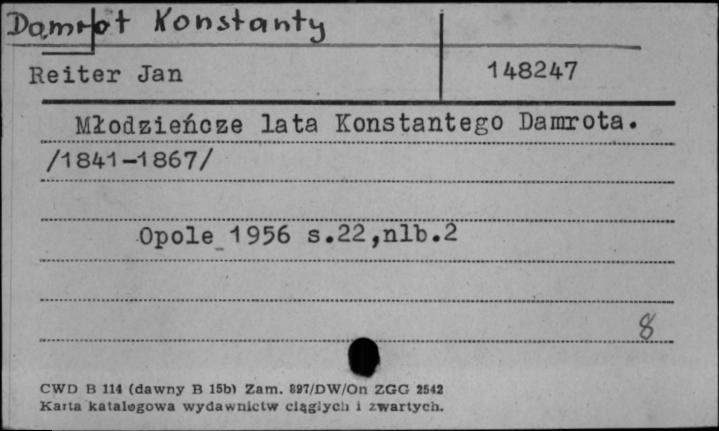 Damrot Konstanty
Reiter Jan 148247
Młodzieńcze lata Konstantego Damrota.
/1841-1867/
Opole 1956 s.22,nlb.2
8
CWD B 114 (dawny B 15b) Zam. 897/DW/On ZGG 2542
Karta katalogowa wydawnictw ciągłych i zwartych.